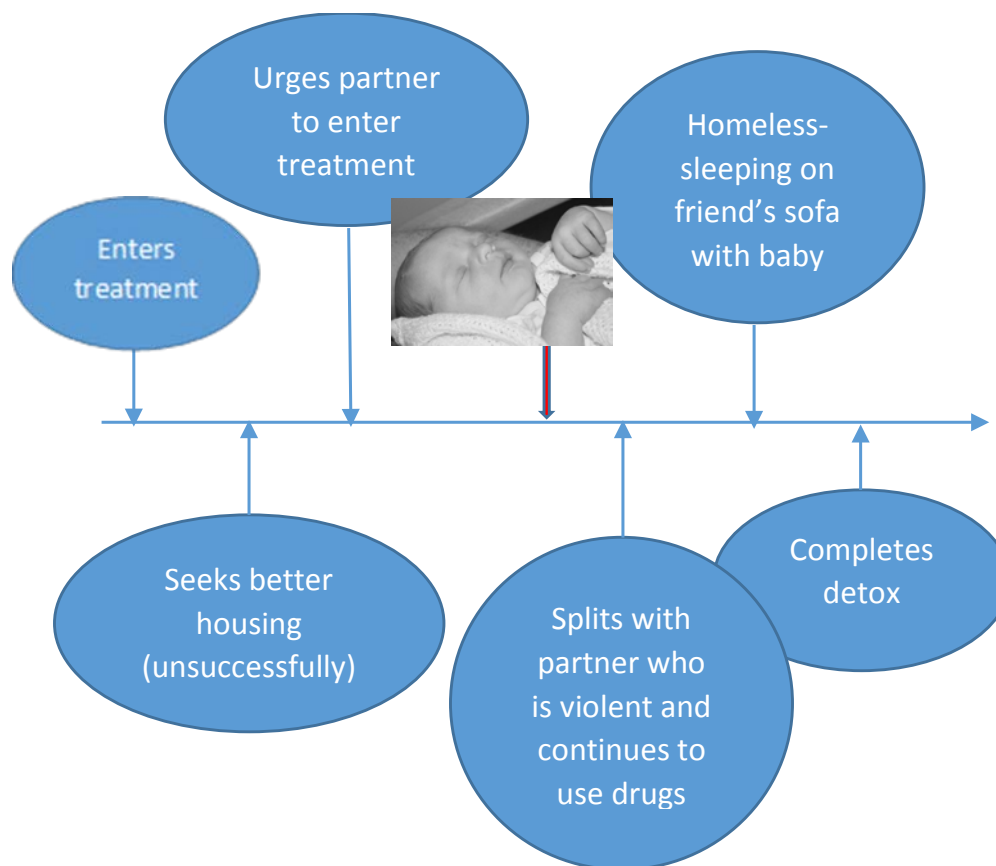 Enters
treatment
Seeks better
housing
(unsuccessfully)
Urges partner
to enter
treatment
Splits with
partner who
is violent and
continues to
use drugs
Homeless-
sleeping on
friend’s sofa
with baby
Completes
detox